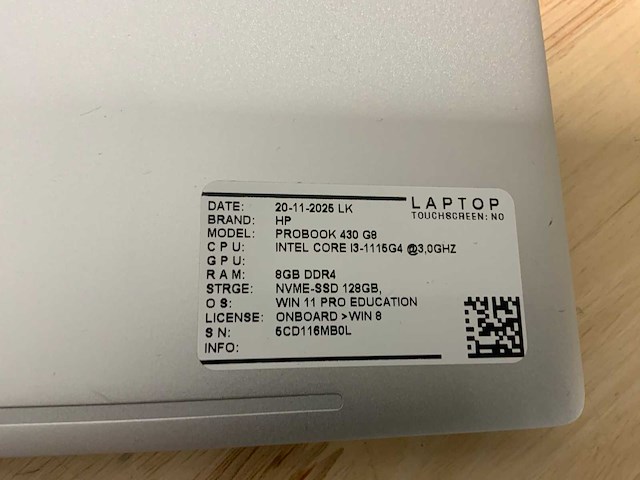 LAPTOP
TOUCHSCREEN: NO
DATE: 20-11-2025 LK
BRAND: HP
MODEL: PROBOOK 430 G8
CPU: INTEL CORE I3-1115G4 @3,0GHZ
GPU:
RAM: 8GB DDR4
STRGE: NVME-SSD 128GB,
OS: WIN 11 PRO EDUCATION
LICENSE: ONBOARD >WIN 8
SN: 5CD116MB0L
INFO: